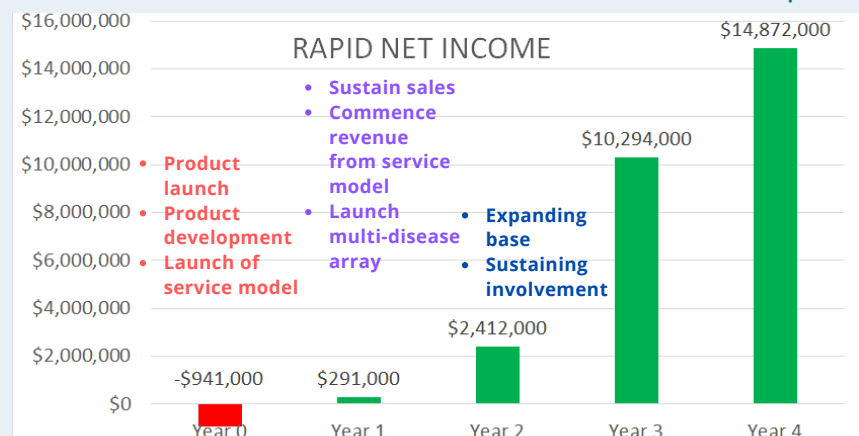 $16,000,000
$14,000,000
$12,000,000
$10,000,000
$8,000,000
$6,000,000
$4,000,000
$2,000,000
$0
RAPID NET INCOME
• Product
launch
• Product
development
• Launch of
service model
• Sustain sales
• Commence
revenue
from service
model
• Launch
multi-disease
array
• Expanding
base
• Sustaining
involvement
-$941,000
$291,000
$2,412,000
$10,294,000
$14,872,000
Year 0
Year 1
Year 2
Year 3
Year 4